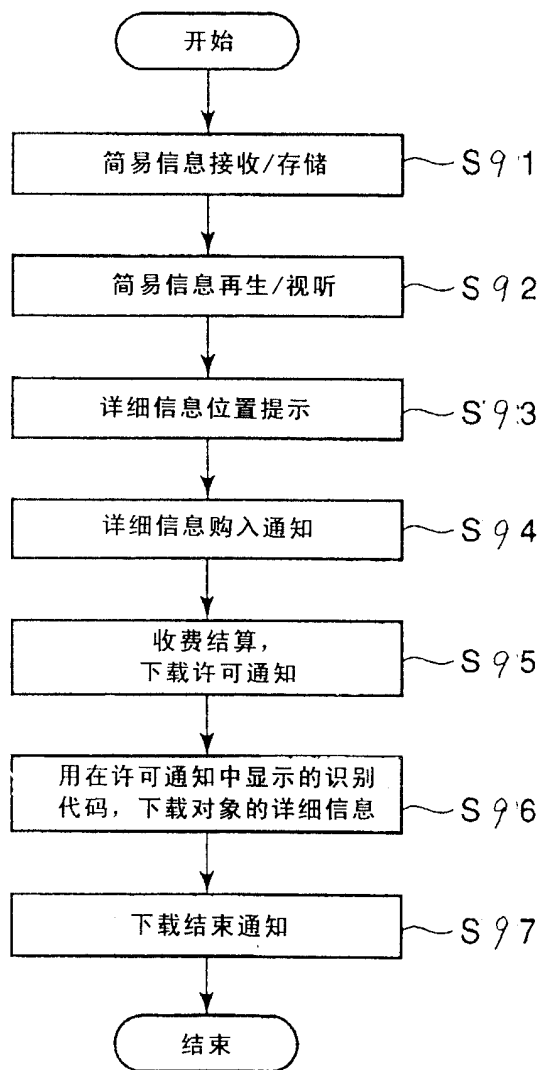 开始
简易信息接收/存储
S91
简易信息再生/视听
S92
详细信息位置提示
S93
详细信息购入通知
S94
收费结算，
下载许可通知
S95
用在许可通知中显示的识别
代码，下载对象的详细信息
S96
下载结束通知
S97
结束